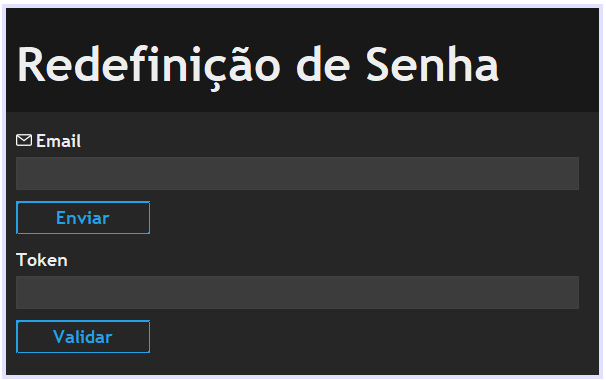 Redefinição de Senha
Email
Enviar
Token
Validar